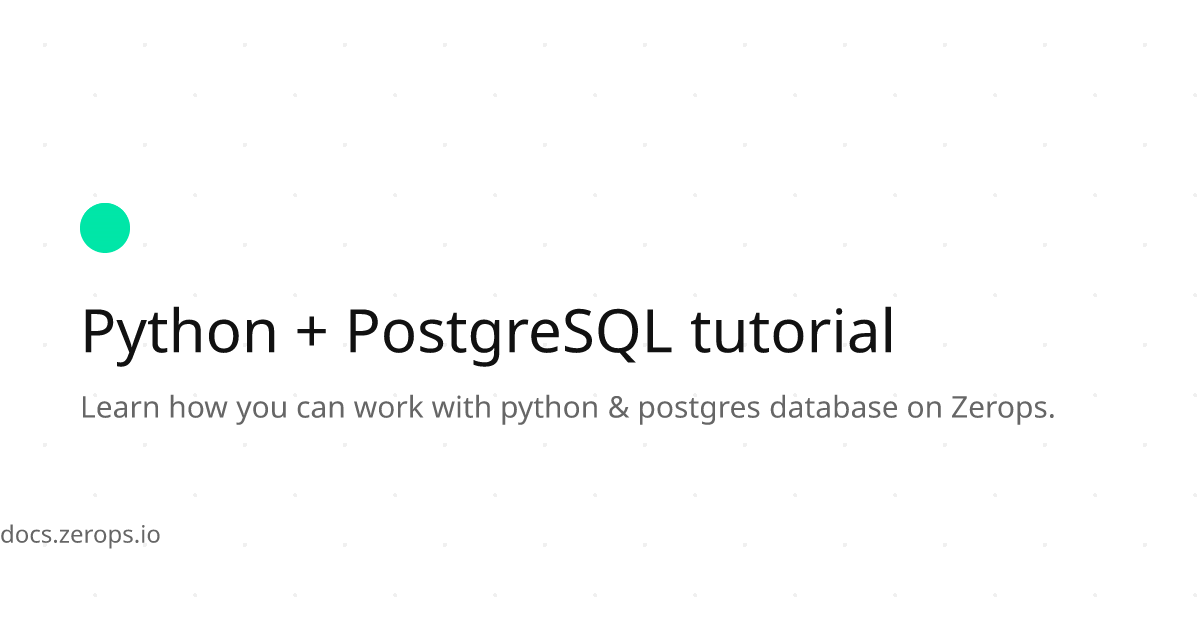 Python + PostgreSQL tutorial
Learn how you can work with python & postgres database on Zerops.
docs.zerops.io